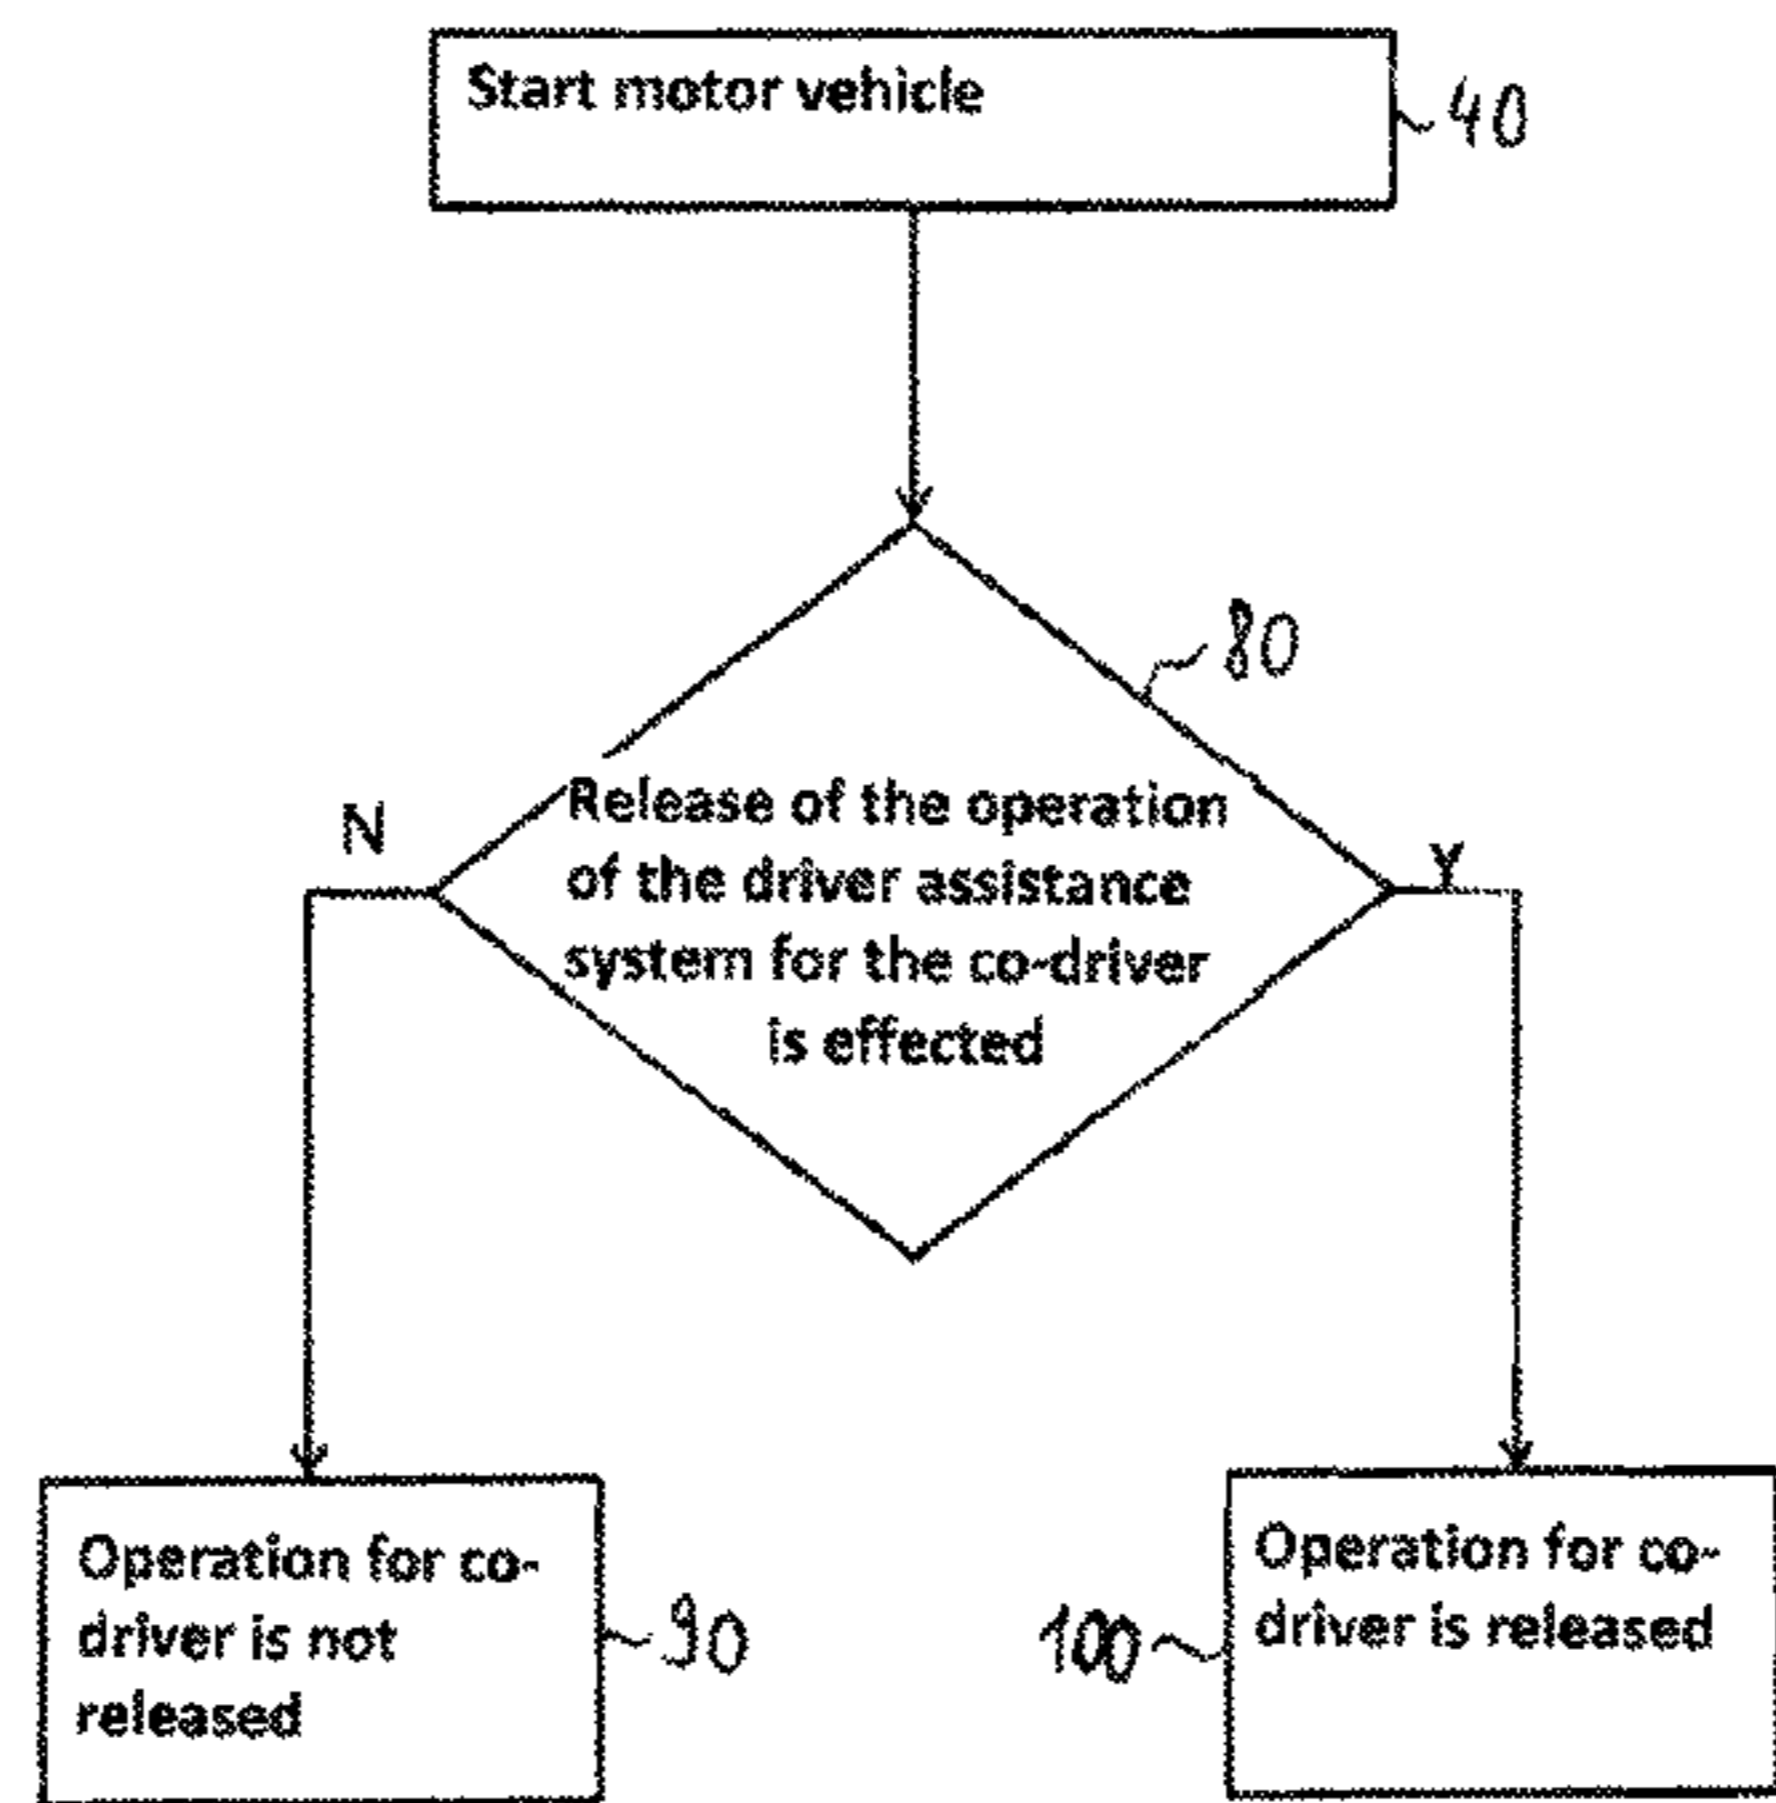 Start motor vehicle
40
80
Release of the operation
of the driver assistance
system for the co-driver
is effected
N
Y
Operation for co-
driver is not
released
90
100
Operation for co-
driver is released